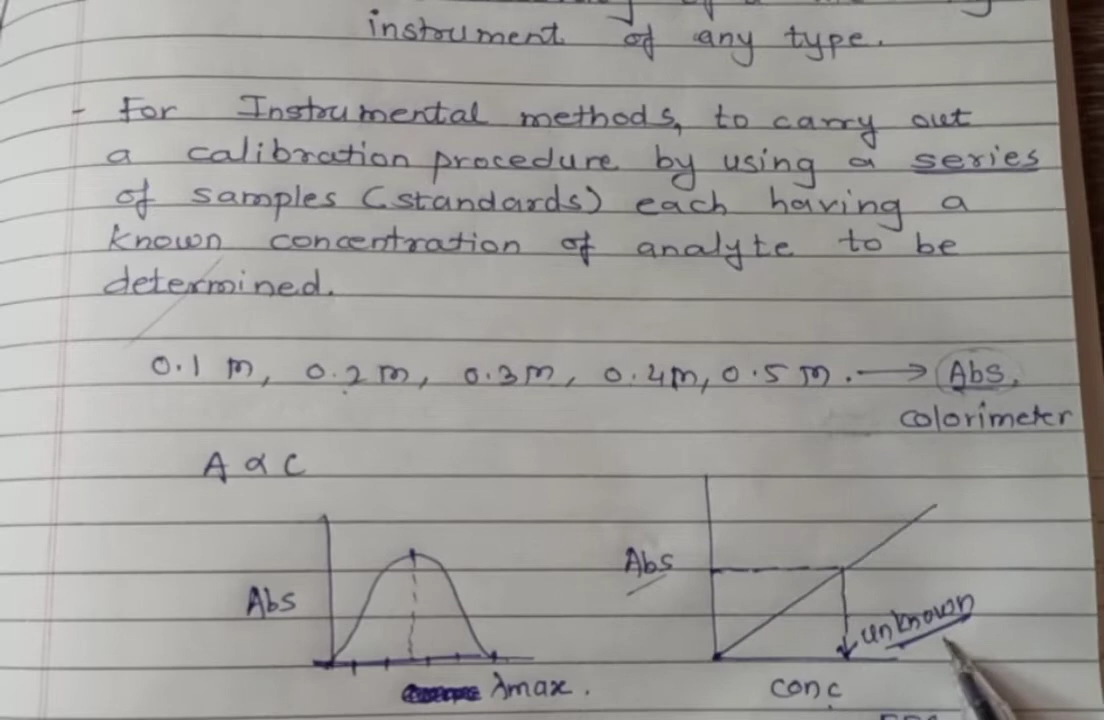 instrument of any type.
- For Instrumental methods, to carry out
a calibration procedure by using a series
of samples (standards) each having a
known concentration of analyte to be
determined.
0.1 m, 0.2 m, 0.3 m, 0.4 m, 0.5 m. → Abs.
colorimeter
A α C
Abs
λmax.
Abs
unknown
conc